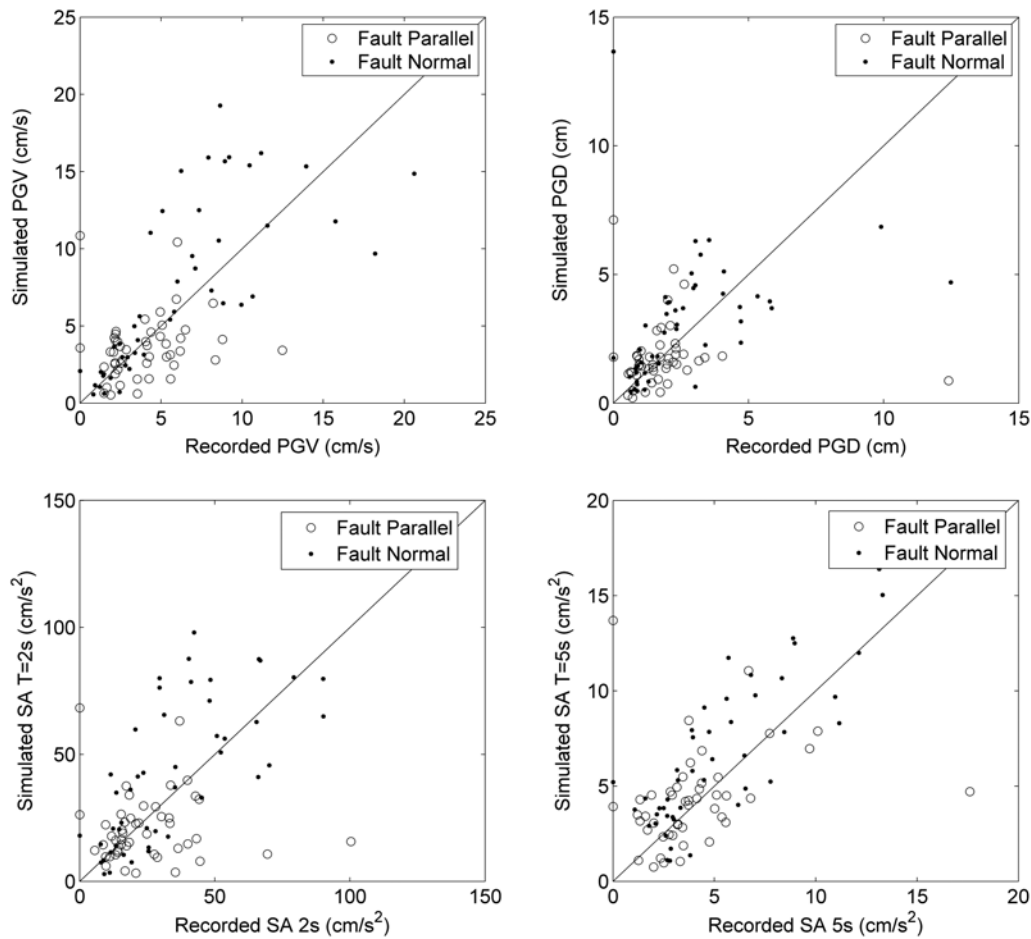 25
20
15
10
5
0
Simulated PGV (cm/s)
Fault Parallel
Fault Normal
0 5 10 15 20 25
Recorded PGV (cm/s)
15
10
5
0
Simulated PGD (cm)
Fault Parallel
Fault Normal
0 5 10 15
Recorded PGD (cm)
150
100
50
0
Simulated SA T=2s (cm/s²)
Fault Parallel
Fault Normal
0 50 100 150
Recorded SA 2s (cm/s²)
20
15
10
5
0
Simulated SA T=5s (cm/s²)
Fault Parallel
Fault Normal
0 5 10 15 20
Recorded SA 5s (cm/s²)